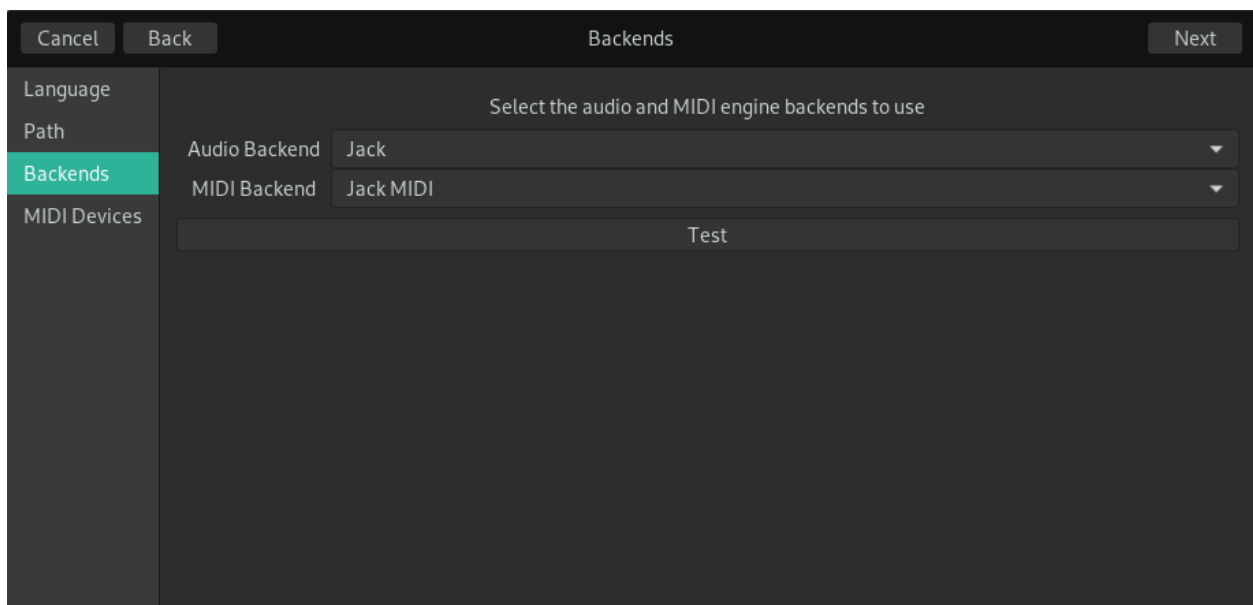 Cancel Back Backends Next
Language
Path
Backends
MIDI Devices
Select the audio and MIDI engine backends to use
Audio Backend Jack
MIDI Backend Jack MIDI
Test